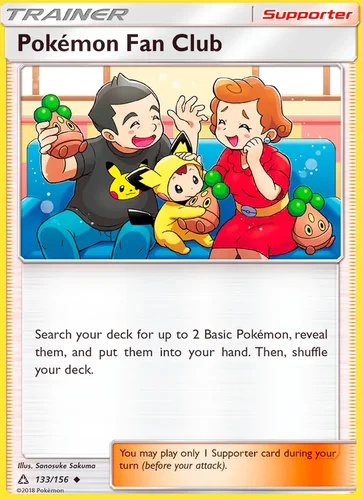 TRAINER
Supporter
Pokémon Fan Club
Search your deck for up to 2 Basic Pokémon, reveal
them, and put them into your hand. Then, shuffle
your deck.
Illus. Sanosuke Sakuma
133/156 ◆
©2018 Pokémon
You may play only 1 Supporter card during your
turn (before your attack).